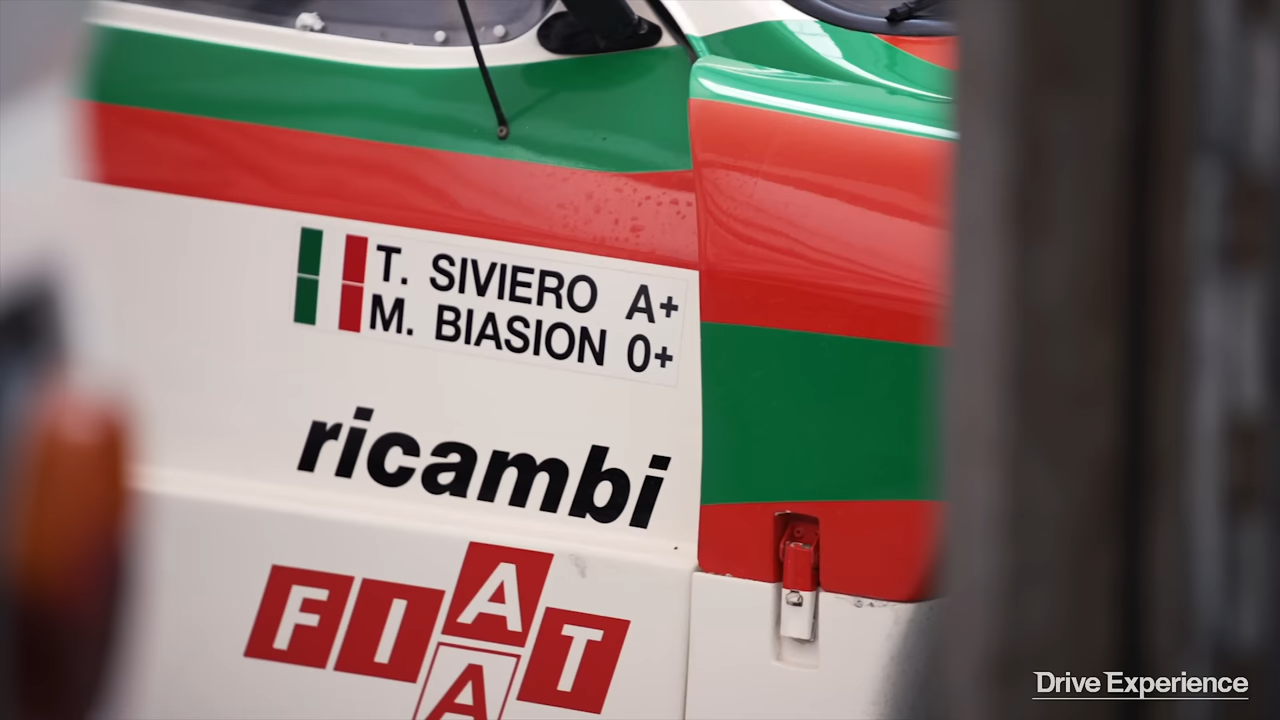 T. SIVIERO A+
M. BIASION 0+
ricambi
FIAT
A
Drive Experience